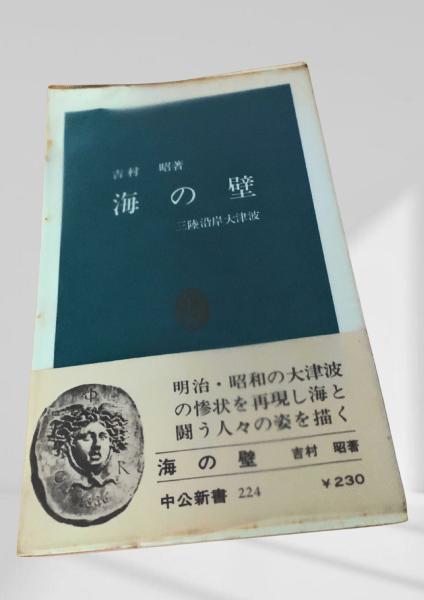 吉村 昭著
海の壁
三陸沿岸大津波
明治・昭和の大津波
の惨状を再現し海と
闘う人々の姿を描く
海の壁 吉村 昭著
中公新書 224 ¥230